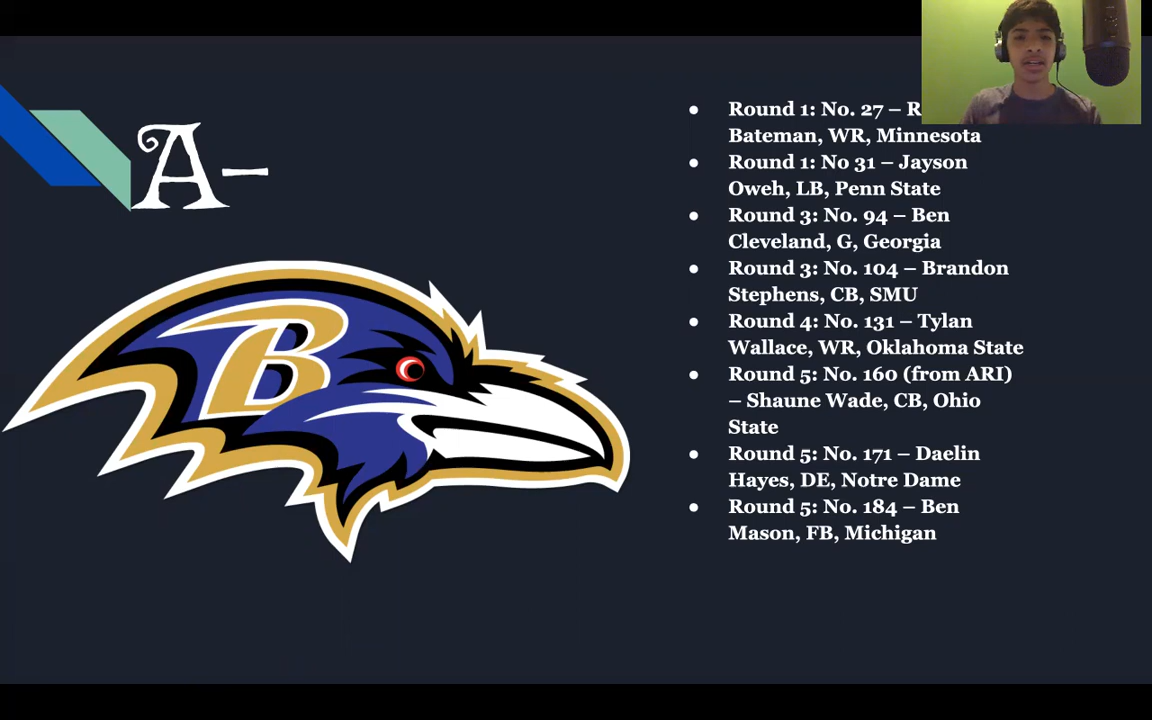 A-
B
Round 1: No. 27 – R
Bateman, WR, Minnesota
Round 1: No 31 – Jayson
Oweh, LB, Penn State
Round 3: No. 94 – Ben
Cleveland, G, Georgia
Round 3: No. 104 – Brandon
Stephens, CB, SMU
Round 4: No. 131 – Tylan
Wallace, WR, Oklahoma State
Round 5: No. 160 (from ARI)
– Shaune Wade, CB, Ohio
State
Round 5: No. 171 – Daelin
Hayes, DE, Notre Dame
Round 5: No. 184 – Ben
Mason, FB, Michigan